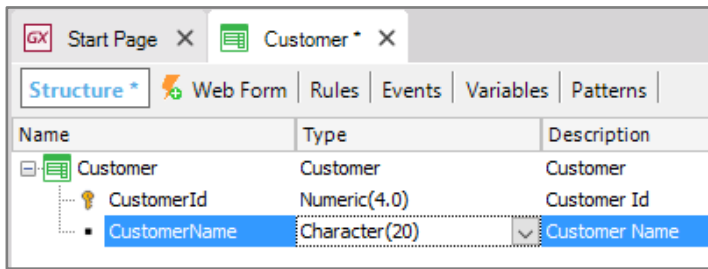 GX Start Page Customer *
Structure * Web Form Rules Events Variables Patterns
Name Type Description
Customer Customer Customer
CustomerId Numeric(4.0) Customer Id
CustomerName Character(20) Customer Name